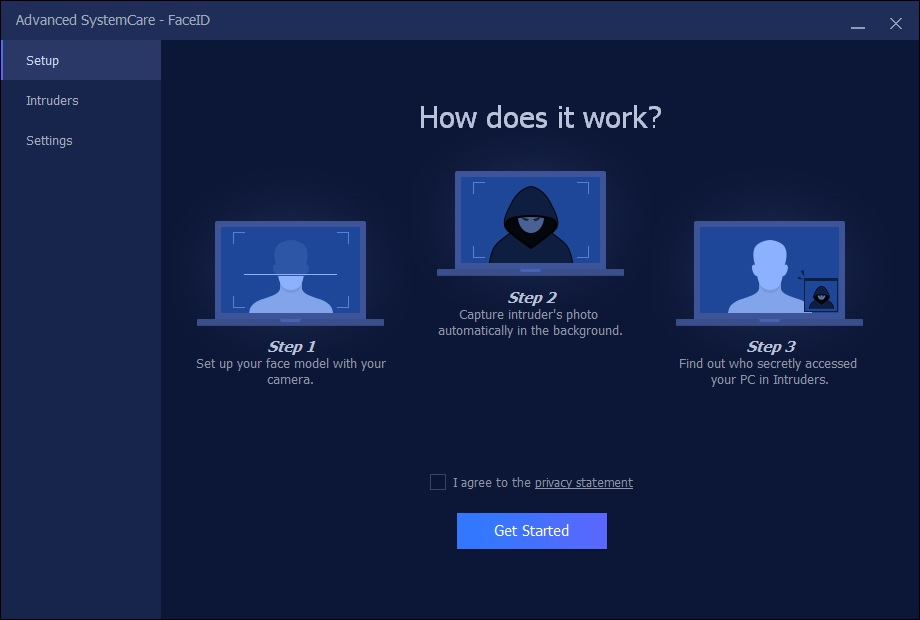 Advanced SystemCare - FaceID
Setup
Intruders
Settings
How does it work?
Step 1
Set up your face model with your
camera.
Step 2
Capture intruder's photo
automatically in the background.
Step 3
Find out who secretly accessed
your PC in Intruders.
I agree to the privacy statement
Get Started